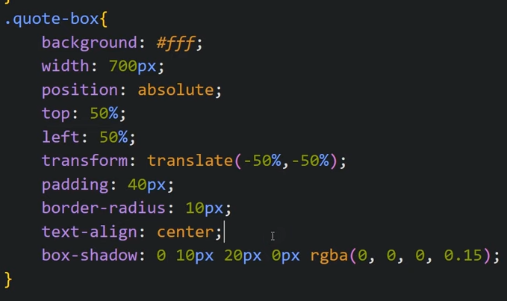 .quote-box{
background: #fff;
width: 700px;
position: absolute;
top: 50%;
left: 50%;
transform: translate(-50%,-50%);
padding: 40px;
border-radius: 10px;
text-align: center;
box-shadow: 0 10px 20px 0px rgba(0, 0, 0, 0.15);
}